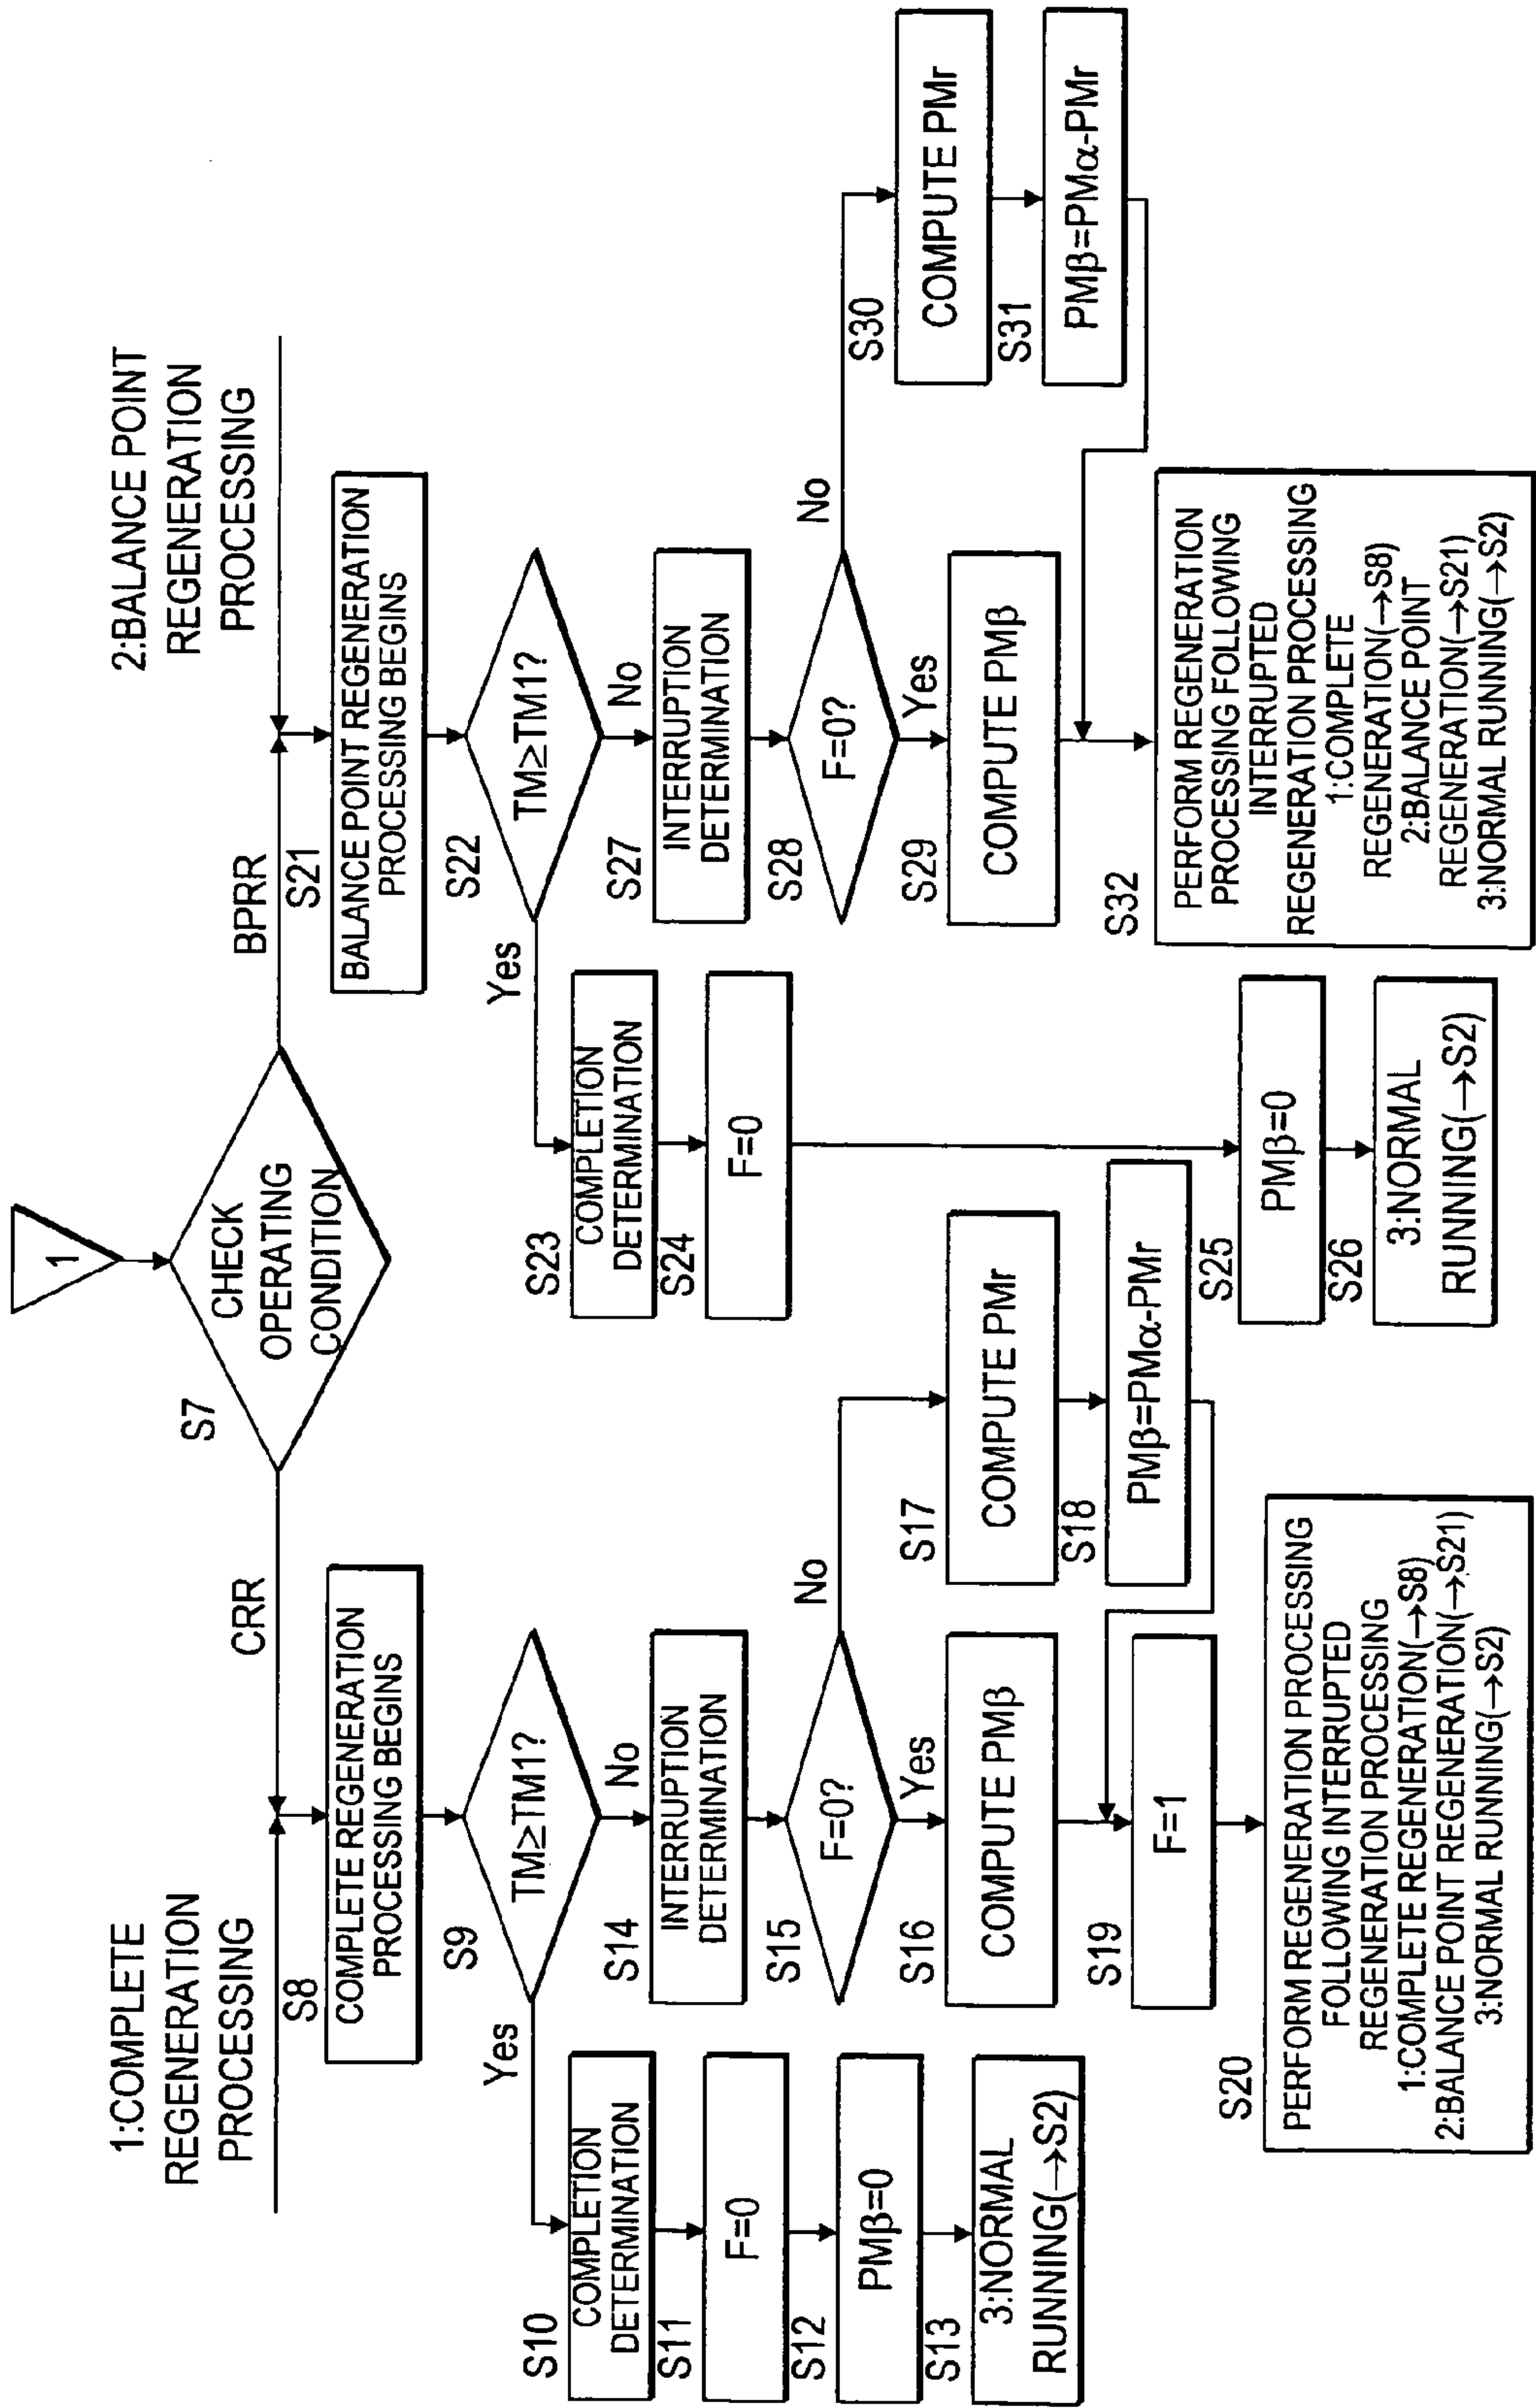 1
S7
CHECK
OPERATING
CONDITION
CRR
BPRR
1:COMPLETE
REGENERATION
PROCESSING
S8
COMPLETE REGENERATION
PROCESSING BEGINS
S9
TM≥TM1?
Yes
No
S10
COMPLETION
DETERMINATION
S11
F=0
S12
PMβ=0
S13
3:NORMAL
RUNNING(→S2)
S14
INTERRUPTION
DETERMINATION
S15
F=0?
No
Yes
S16
COMPUTE PMβ
S17
COMPUTE PMr
S18
PMβ=PMα-PMr
S19
F=1
S20
PERFORM REGENERATION PROCESSING
FOLLOWING INTERRUPTED
REGENERATION PROCESSING
1:COMPLETE REGENERATION(→S8)
2:BALANCE POINT REGENERATION(→S21)
3:NORMAL RUNNING(→S2)
2:BALANCE POINT
REGENERATION
PROCESSING
S21
BALANCE POINT REGENERATION
PROCESSING BEGINS
S22
TM≥TM1?
Yes
No
S23
COMPLETION
DETERMINATION
S24
F=0
S25
PMβ=0
S26
3:NORMAL
RUNNING(→S2)
S27
INTERRUPTION
DETERMINATION
S28
F=0?
No
Yes
S29
COMPUTE PMβ
S30
COMPUTE PMr
S31
PMβ=PMα-PMr
S32
PERFORM REGENERATION
PROCESSING FOLLOWING
INTERRUPTED
REGENERATION PROCESSING
1:COMPLETE
REGENERATION(→S8)
2:BALANCE POINT
REGENERATION(→S21)
3:NORMAL RUNNING(→S2)